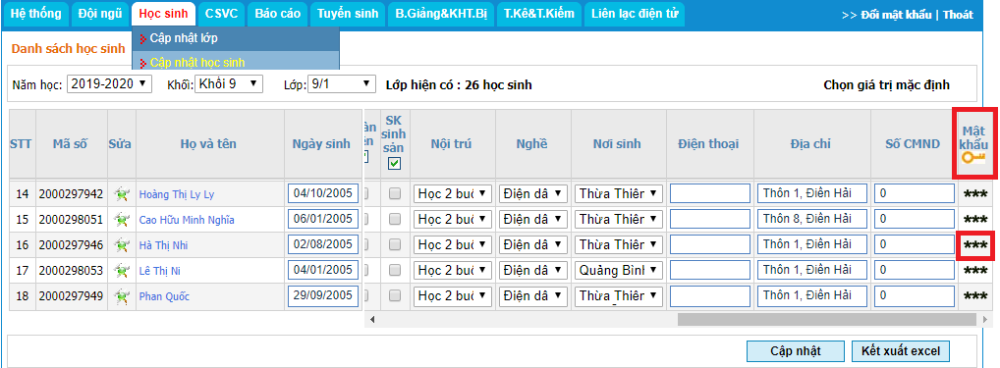 Hệ thống Đội ngũ Học sinh CSVC Báo cáo Tuyển sinh B.Giảng&KHT.Bị T.Kê&T.Kiểm Liên lạc điện tử >> Đổi mật khẩu | Thoát
Cập nhật lớp
Danh sách học sinh
Cập nhật học sinh
Năm học: 2019-2020 Khối: Khối 9 Lớp: 9/1 Lớp hiện có : 26 học sinh Chọn giá trị mặc định
STT Mã số Sửa Họ và tên Ngày sinh SK sinh sản Nội trú Nghề Nơi sinh Điện thoại Địa chỉ Số CMND Mật khẩu
14 2000297942 Hoàng Thị Ly Ly 04/10/2005 Học 2 buổ Điện dâ Thừa Thiên Thôn 1, Điền Hải 0 ***
15 2000298051 Cao Hữu Minh Nghĩa 06/01/2005 Học 2 buổ Điện dâ Thừa Thiên Thôn 8, Điền Hải 0 ***
16 2000297946 Hà Thị Nhi 02/08/2005 Học 2 buổ Điện dâ Thừa Thiên Thôn 1, Điền Hải 0 ***
17 2000298053 Lê Thị Ni 04/01/2005 Học 2 buổ Điện dâ Quảng Bình Thôn 1, Điền Hải 0 ***
18 2000297949 Phan Quốc 29/09/2005 Học 2 buổ Điện dâ Thừa Thiên Thôn 1, Điền Hải 0 ***
Cập nhật Kết xuất excel